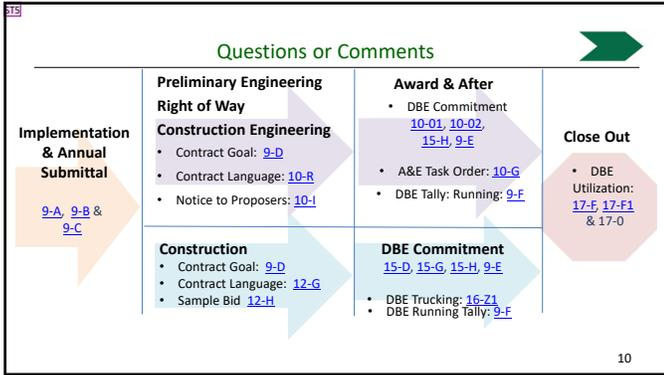 ST5
Questions or Comments
Implementation
& Annual
Submittal
9-A, 9-B &
9-C
Preliminary Engineering
Right of Way
Construction Engineering
• Contract Goal: 9-D
• Contract Language: 10-R
• Notice to Proposers: 10-I
Construction
• Contract Goal: 9-D
• Contract Language: 12-G
• Sample Bid 12-H
Award & After
• DBE Commitment
10-01, 10-02,
15-H, 9-E
• A&E Task Order: 10-G
• DBE Tally: Running: 9-F
DBE Commitment
15-D, 15-G, 15-H, 9-E
• DBE Trucking: 16-Z1
• DBE Running Tally: 9-F
Close Out
• DBE
Utilization:
17-F, 17-F1
& 17-0
10